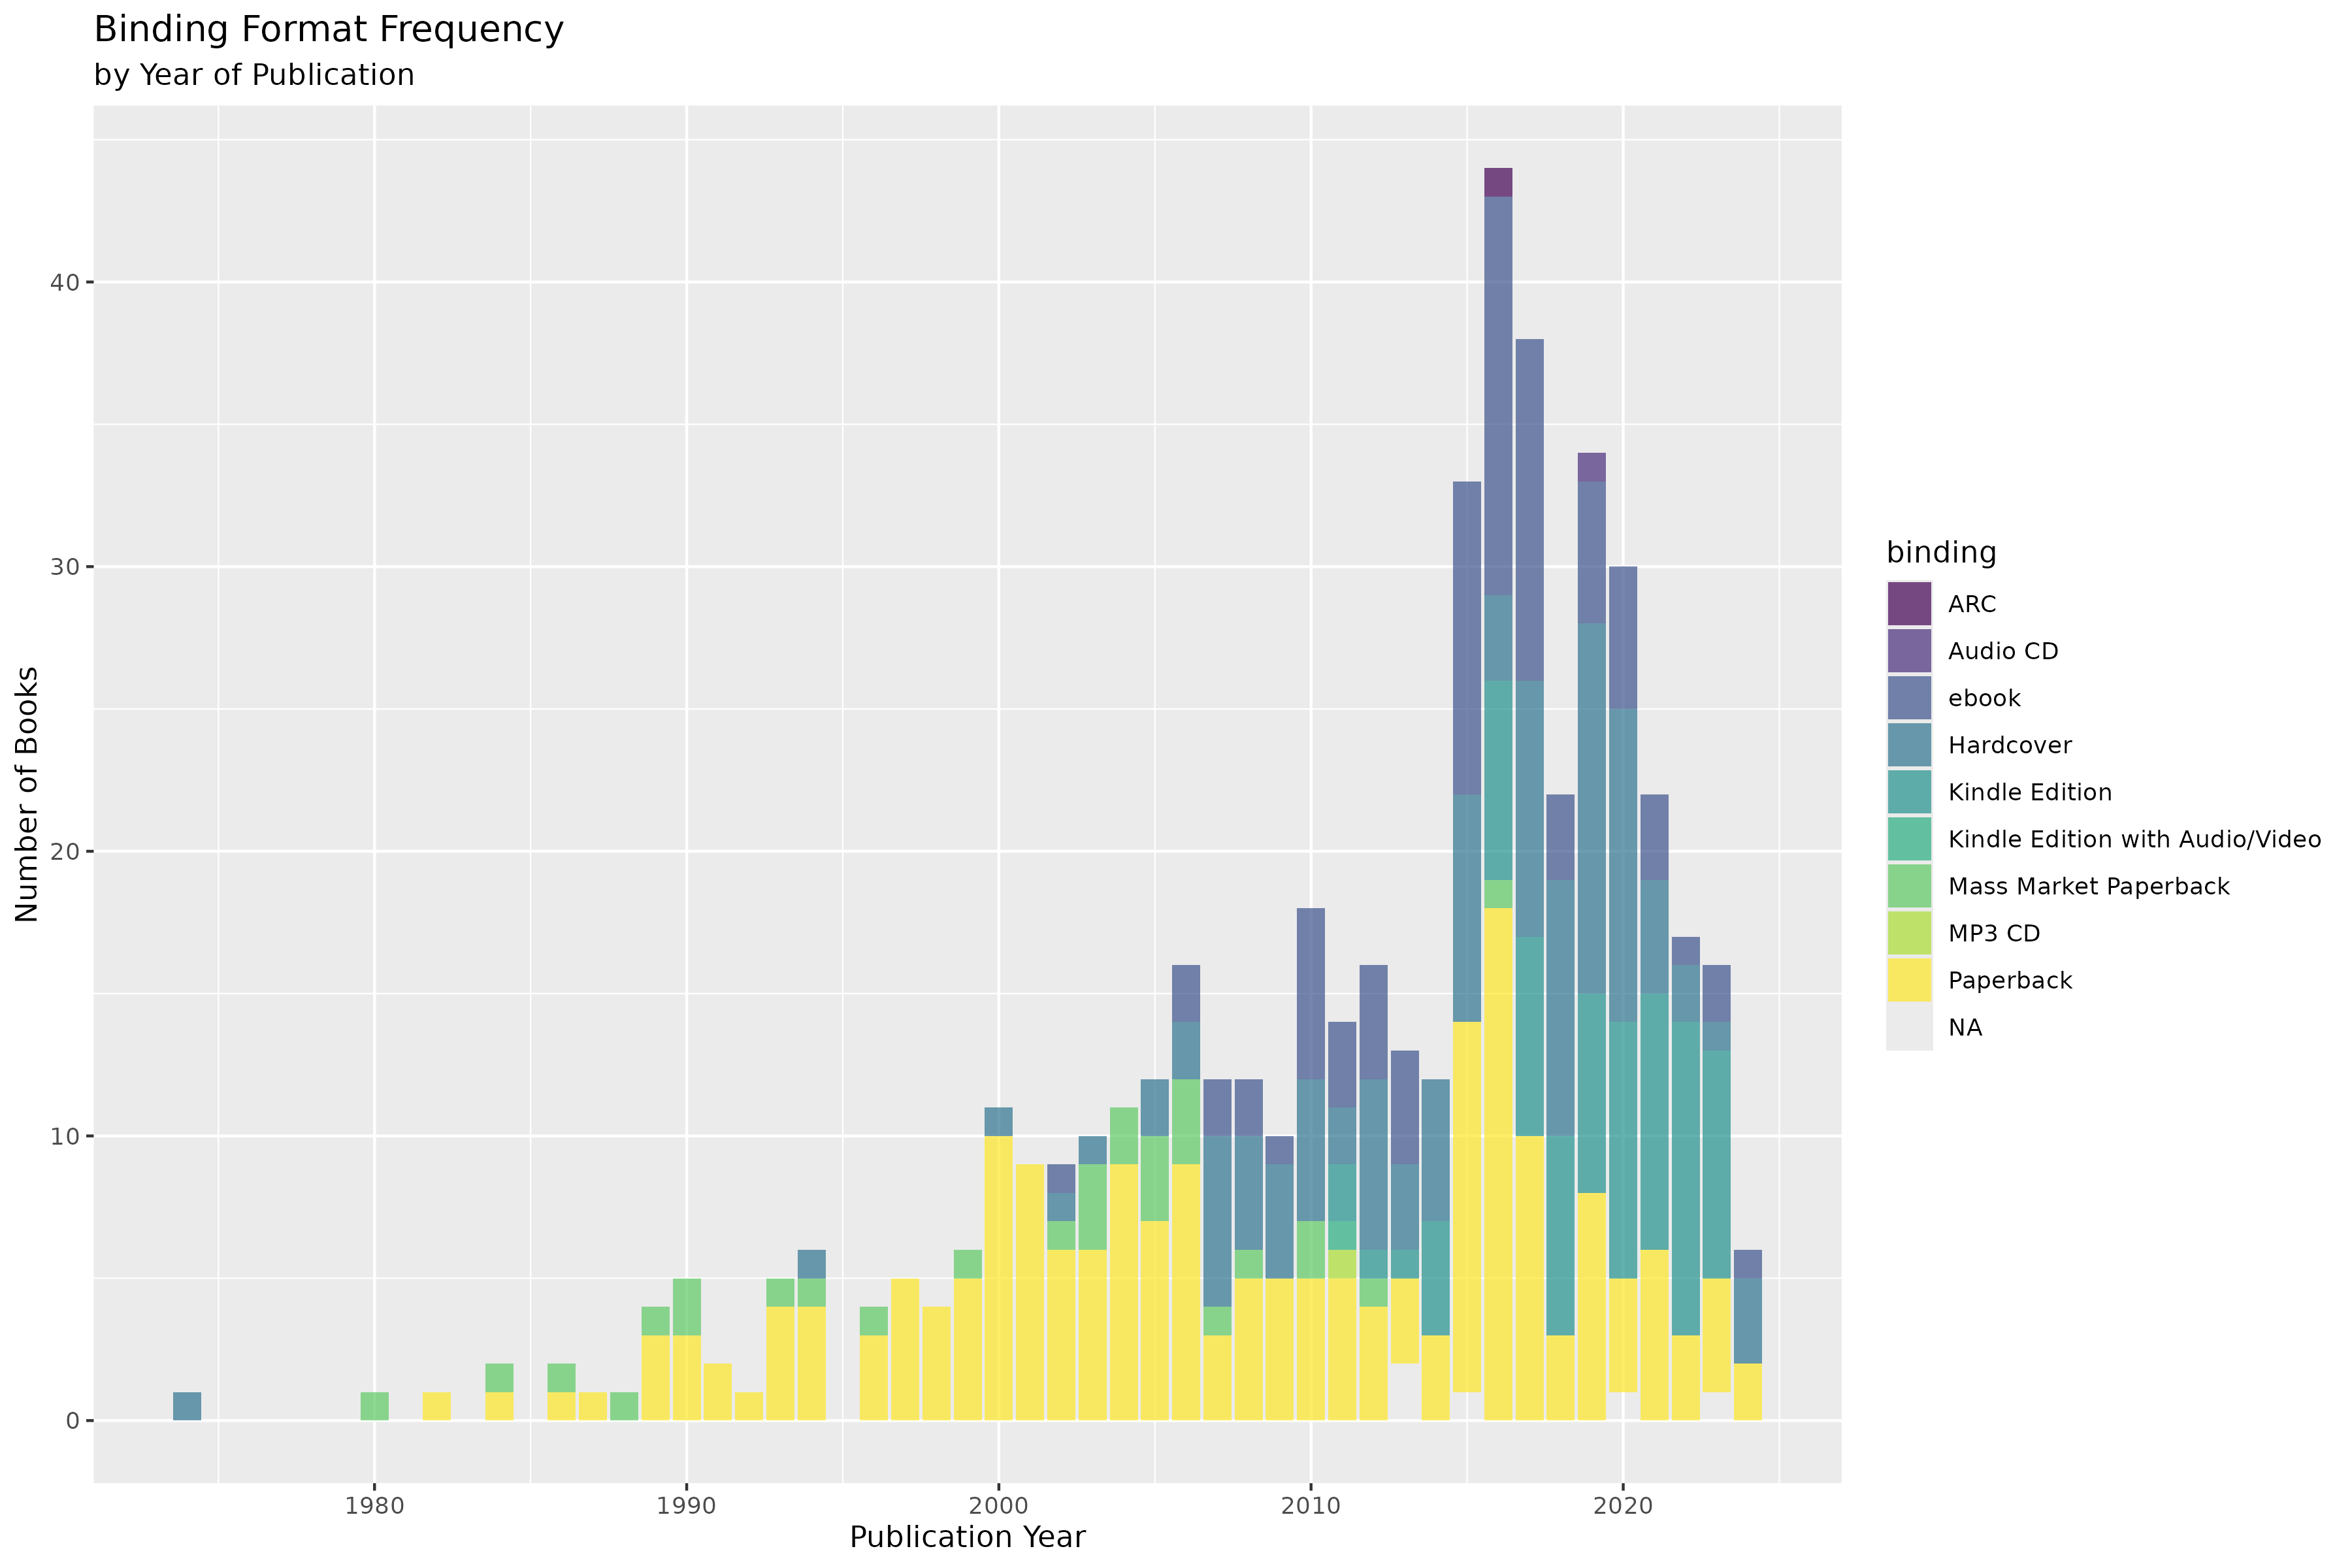 Binding Format Frequency
by Year of Publication
Number of Books
40
30
20
10
0
1980
1990
2000
2010
2020
Publication Year
binding
ARC
Audio CD
ebook
Hardcover
Kindle Edition
Kindle Edition with Audio/Video
Mass Market Paperback
MP3 CD
Paperback
NA